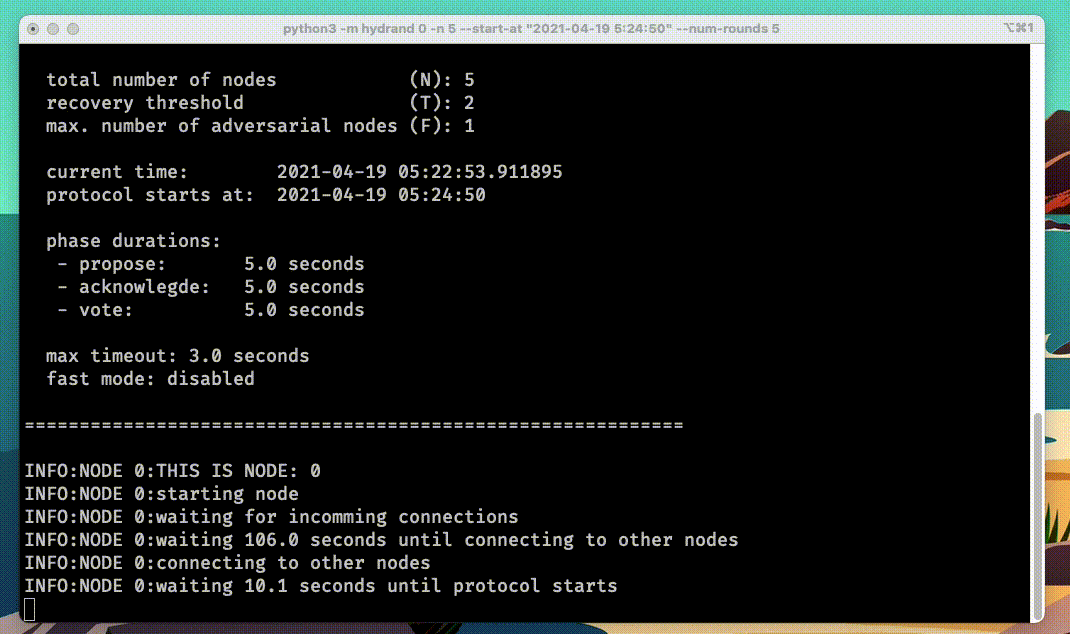 python3 -m hydrand 0 -n 5 --start-at "2021-04-19 5:24:50" --num-rounds 5
⌥⌘1
total number of nodes (N): 5
recovery threshold (T): 2
max. number of adversarial nodes (F): 1
current time: 2021-04-19 05:22:53.911895
protocol starts at: 2021-04-19 05:24:50
phase durations:
- propose: 5.0 seconds
- acknowlegde: 5.0 seconds
- vote: 5.0 seconds
max timeout: 3.0 seconds
fast mode: disabled
============================================================
INFO:NODE 0:THIS IS NODE: 0
INFO:NODE 0:starting node
INFO:NODE 0:waiting for incomming connections
INFO:NODE 0:waiting 106.0 seconds until connecting to other nodes
INFO:NODE 0:connecting to other nodes
INFO:NODE 0:waiting 10.1 seconds until protocol starts